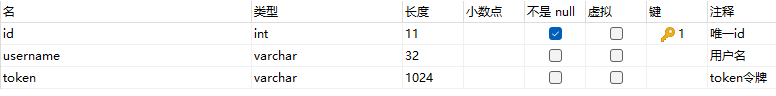 名 类型 长度 小数点 不是 null 虚拟 键 注释
id int 11 1 唯一id
username varchar 32 用户名
token varchar 1024 token令牌